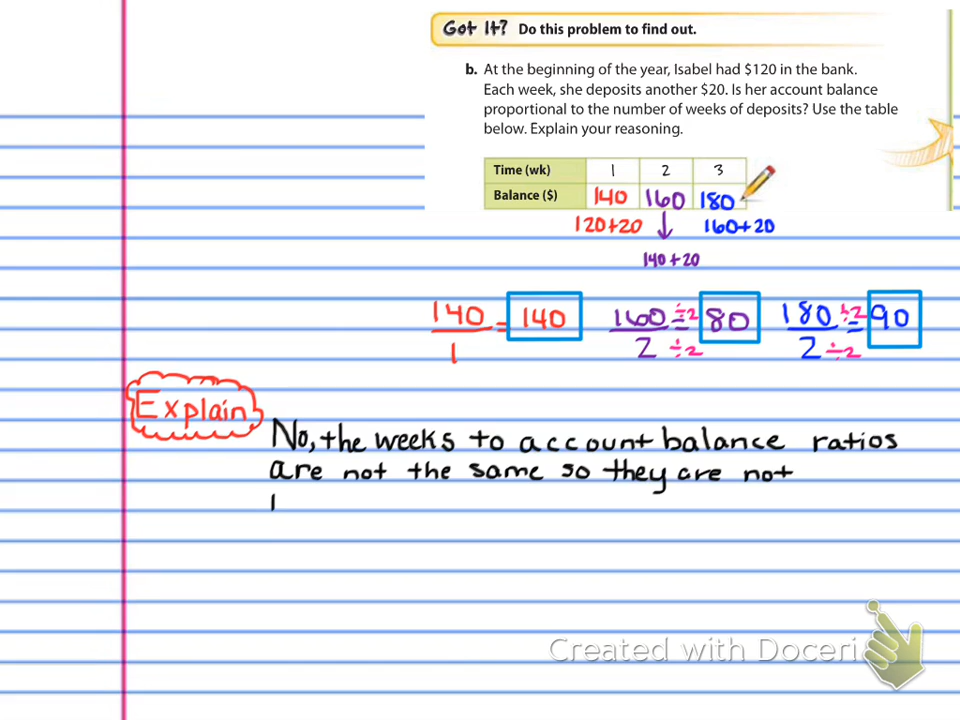 Got It? Do this problem to find out.
b. At the beginning of the year, Isabel had $120 in the bank.
Each week, she deposits another $20. Is her account balance
proportional to the number of weeks of deposits? Use the table
below. Explain your reasoning.
Time (wk) 1 2 3
Balance ($) 140 160 180
120+20 ↓ 160+20
140+20
140/1 = 140 160÷2/2÷2 = 80 180÷2/2÷2 = 90
Explain
No, the weeks to account balance ratios
are not the same so they are not
Created with Doceri